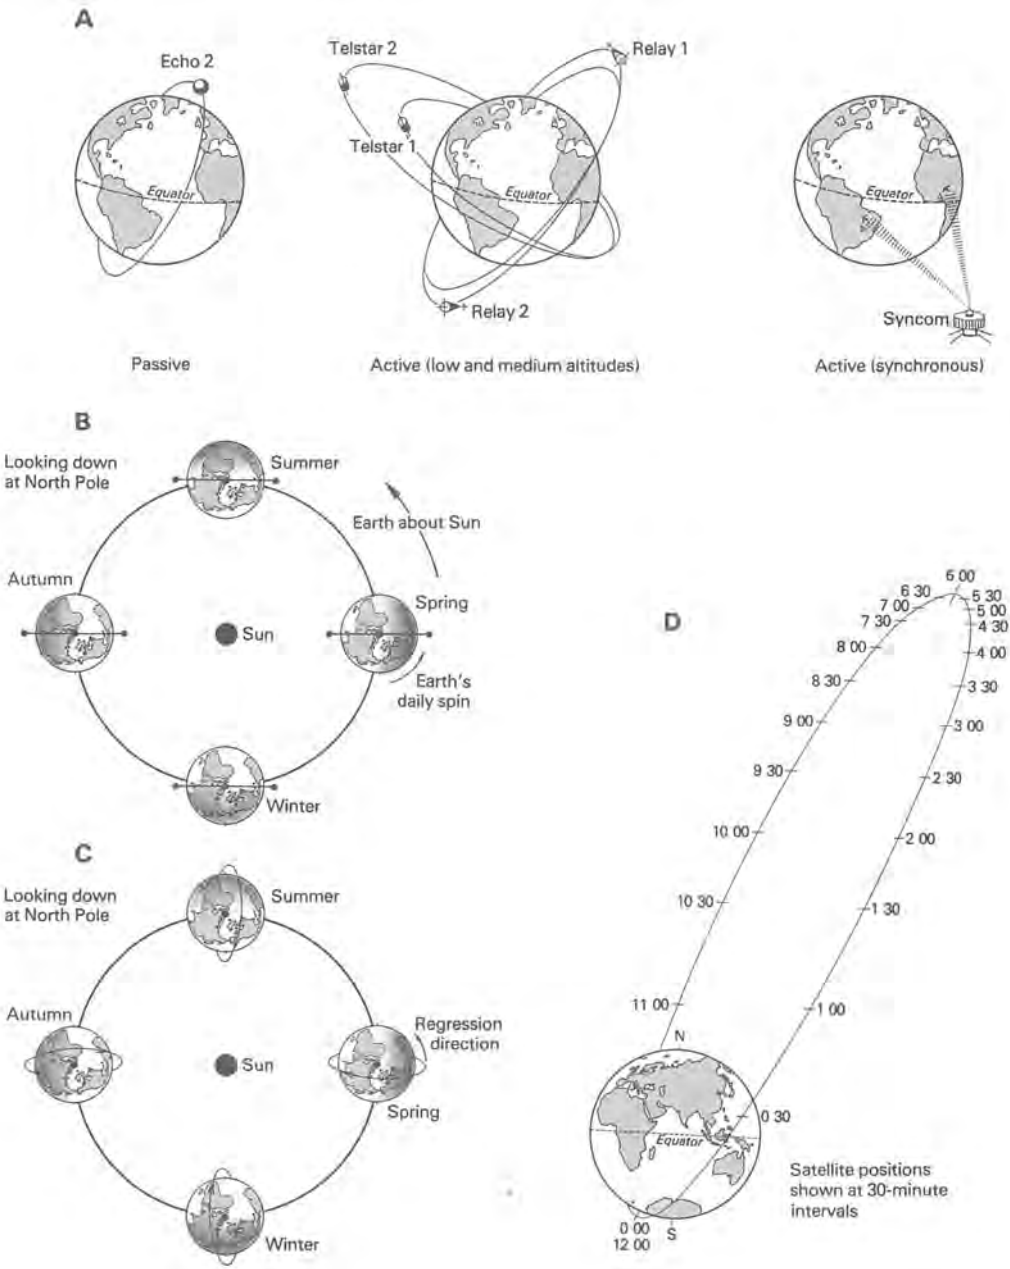 A
Echo 2
Equator
Passive
Telstar 2
Relay 1
Telstar 1
Equator
Relay 2
Active (low and medium altitudes)
Equator
Syncom
Active (synchronous)
B
Looking down
at North Pole
Summer
Earth about Sun
Autumn
Spring
Sun
Earth's
daily spin
Winter
C
Looking down
at North Pole
Summer
Autumn
Regression
direction
Sun
Spring
Winter
D
6 00
6 30
5 30
7 00
5 00
7 30
4 30
8 00
4 00
8 30
3 30
9 00
3 00
9 30
2 30
10 00
2 00
10 30
1 30
11 00
1 00
N
0 30
Equator
Satellite positions
shown at 30-minute
intervals
0 00
12 00
S